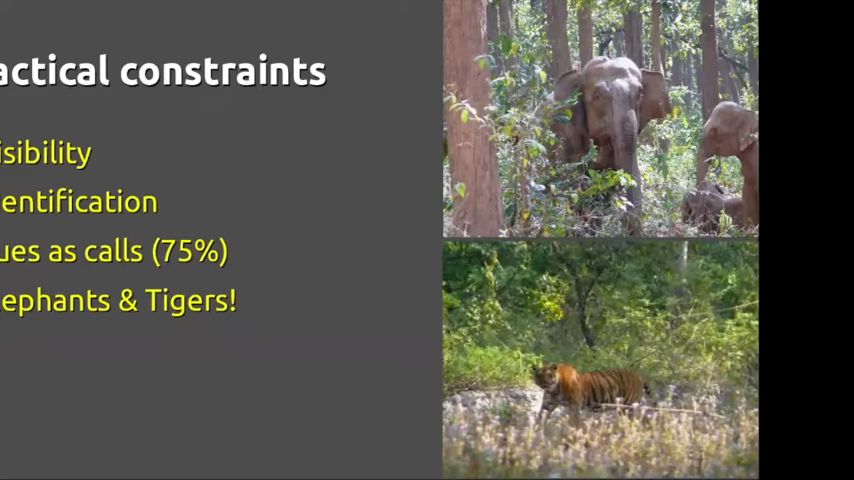 actical constraints
isibility
entification
ues as calls (75%)
ephants & Tigers!